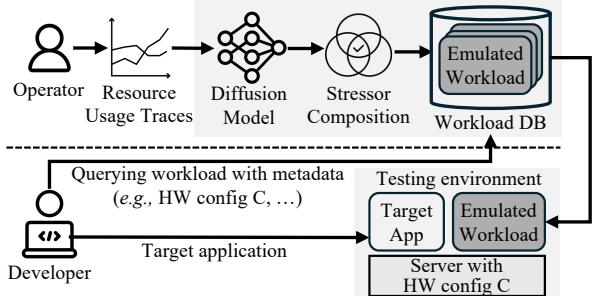 Operator
Resource
Usage Traces
Diffusion
Model
Stressor
Composition
Emulated
Workload
Workload DB
Querying workload with metadata
(e.g., HW config C, …)
Testing environment
</>
Target
App
Emulated
Workload
Target application
Developer
Server with
HW config C